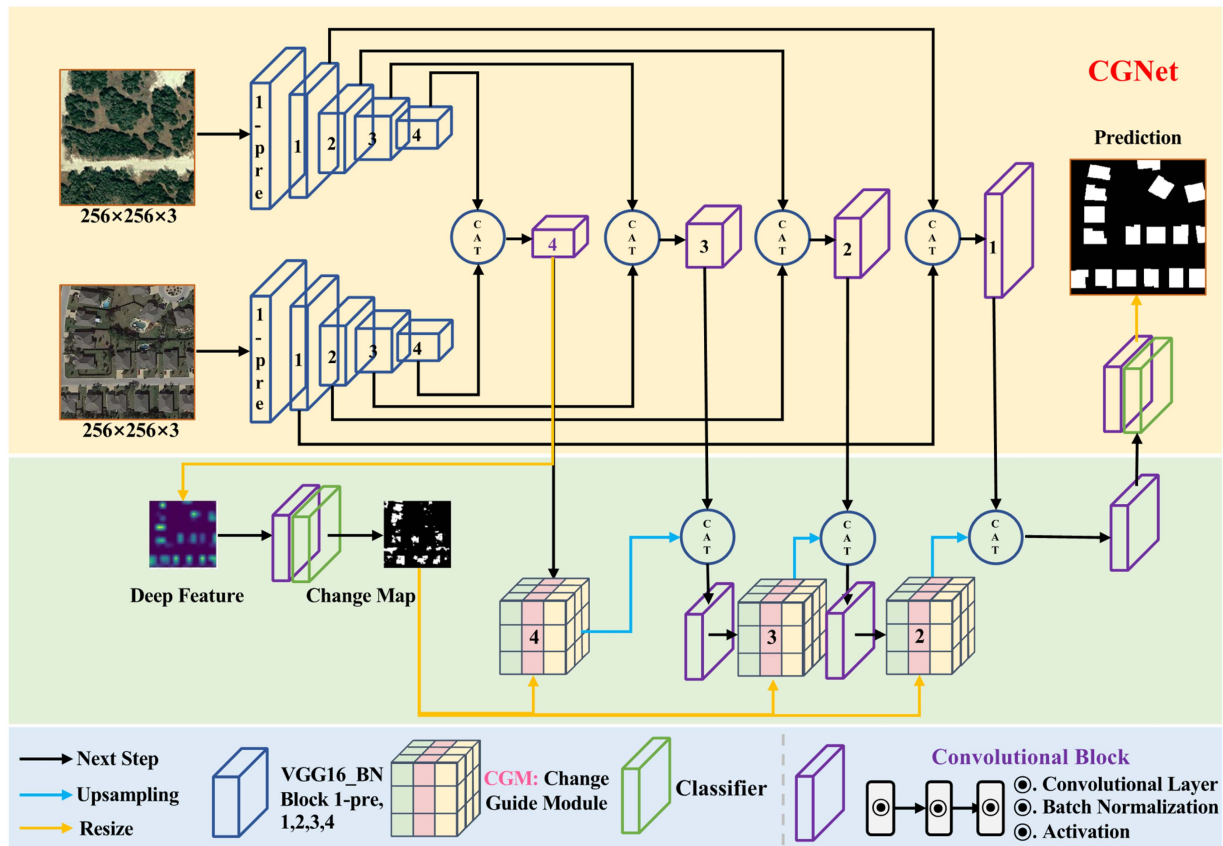 CGNet
1-pre
1
2
3
4
256×256×3
CAT
4
CAT
3
CAT
2
CAT
1
Prediction
1-pre
1
2
3
4
256×256×3
Deep Feature
Change Map
CAT
CAT
CAT
4
3
2
Next Step
Upsampling
Resize
VGG16_BN
Block 1-pre,
1,2,3,4
CGM: Change
Guide Module
Classifier
Convolutional Block
⦿. Convolutional Layer
⦿. Batch Normalization
⦿. Activation